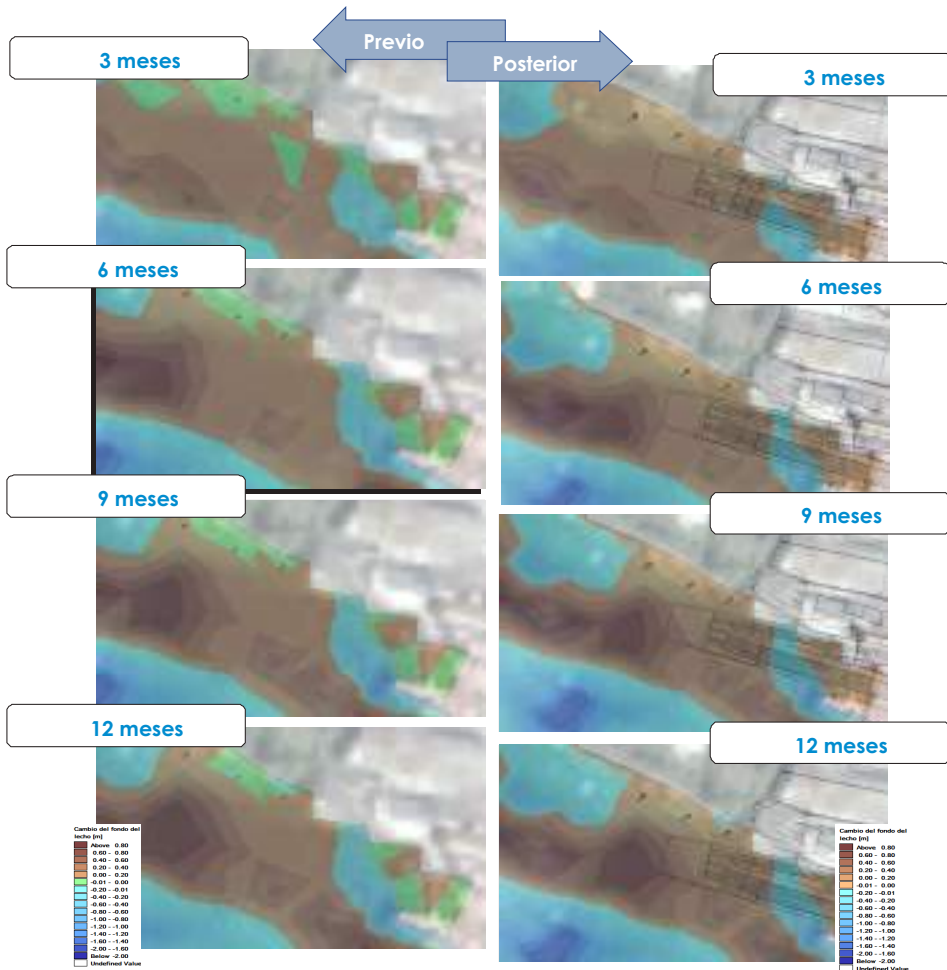 Previo
Posterior
3 meses
3 meses
6 meses
6 meses
9 meses
9 meses
12 meses
12 meses
Cambio del fondo del
lecho [m]
Above 0.80
0.60 - 0.80
0.40 - 0.60
0.20 - 0.40
0.00 - 0.20
-0.01 - 0.00
-0.20 - -0.01
-0.40 - -0.20
-0.60 - -0.40
-0.80 - -0.60
-1.00 - -0.80
-1.20 - -1.00
-1.40 - -1.20
-1.60 - -1.40
-2.00 - -1.60
Below -2.00
Undefined Value
Cambio del fondo del
lecho [m]
Above 0.80
0.60 - 0.80
0.40 - 0.60
0.20 - 0.40
0.00 - 0.20
-0.01 - 0.00
-0.20 - -0.01
-0.40 - -0.20
-0.60 - -0.40
-0.80 - -0.60
-1.00 - -0.80
-1.20 - -1.00
-1.40 - -1.20
-1.60 - -1.40
-2.00 - -1.60
Below -2.00
Undefined Value